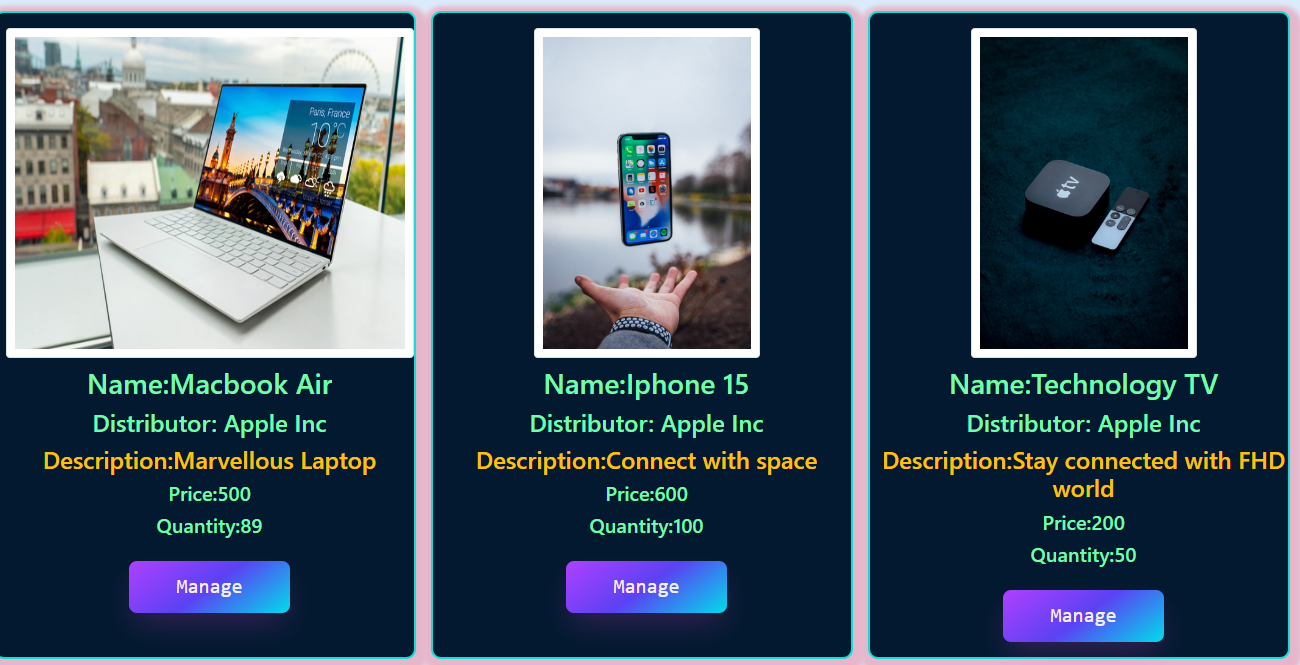 Paris, France
10°C
tv
Name:Macbook Air
Distributor: Apple Inc
Description:Marvellous Laptop
Price:500
Quantity:89
Manage
Name:Iphone 15
Distributor: Apple Inc
Description:Connect with space
Price:600
Quantity:100
Manage
Name:Technology TV
Distributor: Apple Inc
Description:Stay connected with FHD
world
Price:200
Quantity:50
Manage